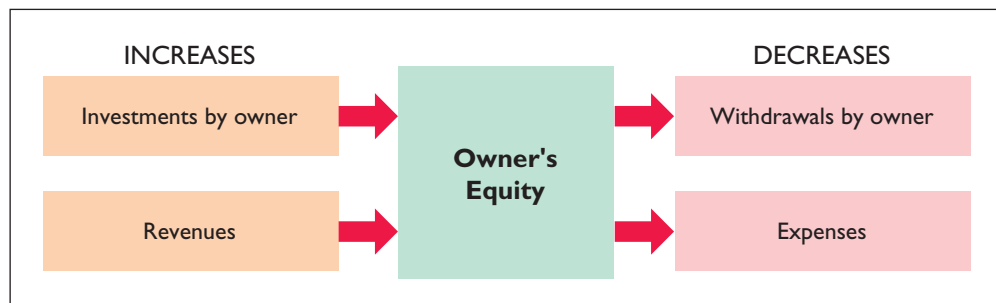 INCREASES
DECREASES
Investments by owner
Withdrawals by owner
Owner's
Equity
Revenues
Expenses